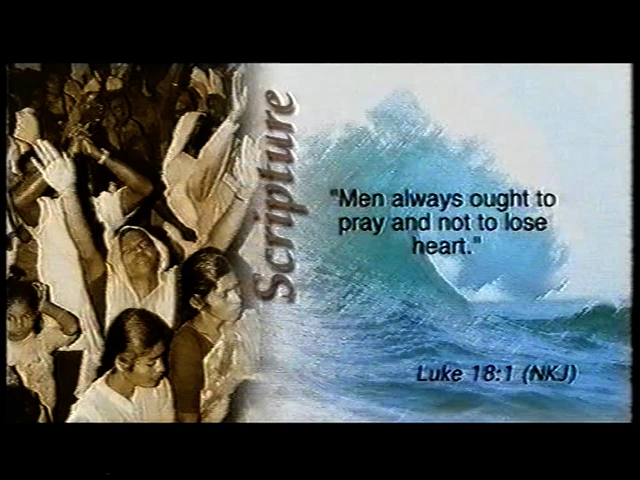 Scripture
"Men always ought to
pray and not to lose
heart."
Luke 18:1 (NKJ)